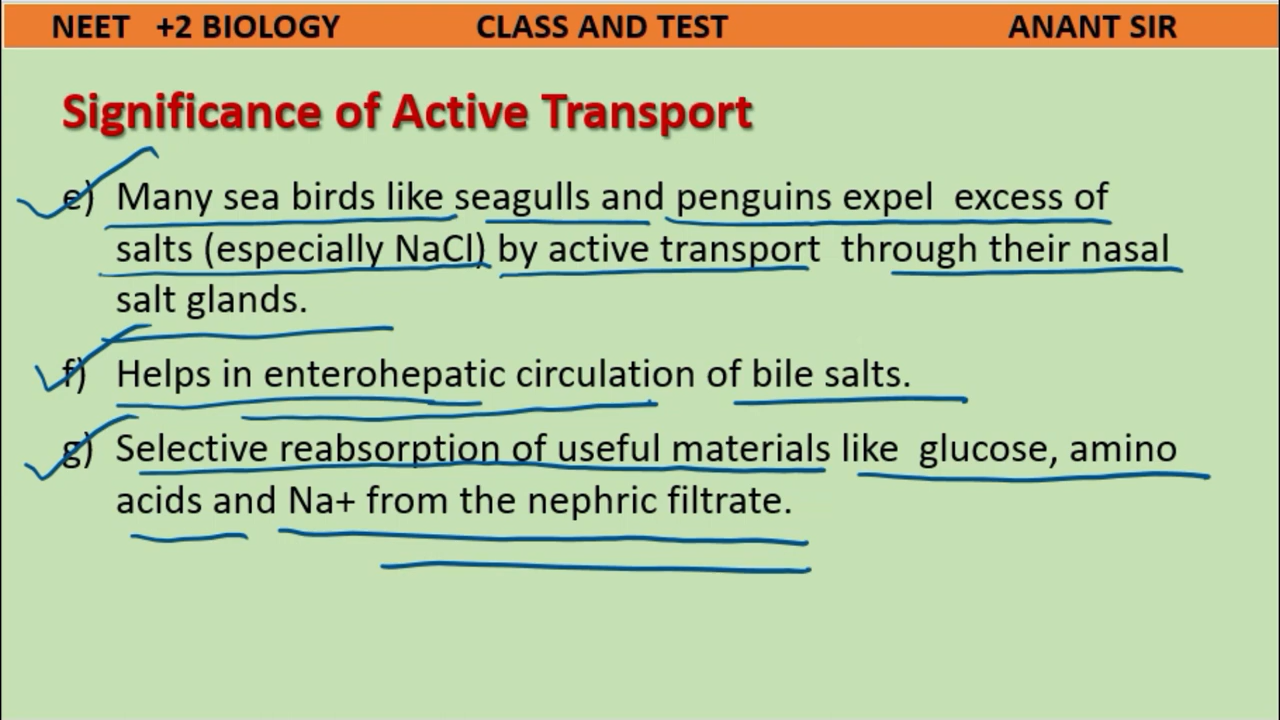 NEET +2 BIOLOGY CLASS AND TEST ANANT SIR
Significance of Active Transport
e) Many sea birds like seagulls and penguins expel excess of
salts (especially NaCl) by active transport through their nasal
salt glands.
f) Helps in enterohepatic circulation of bile salts.
g) Selective reabsorption of useful materials like glucose, amino
acids and Na+ from the nephric filtrate.